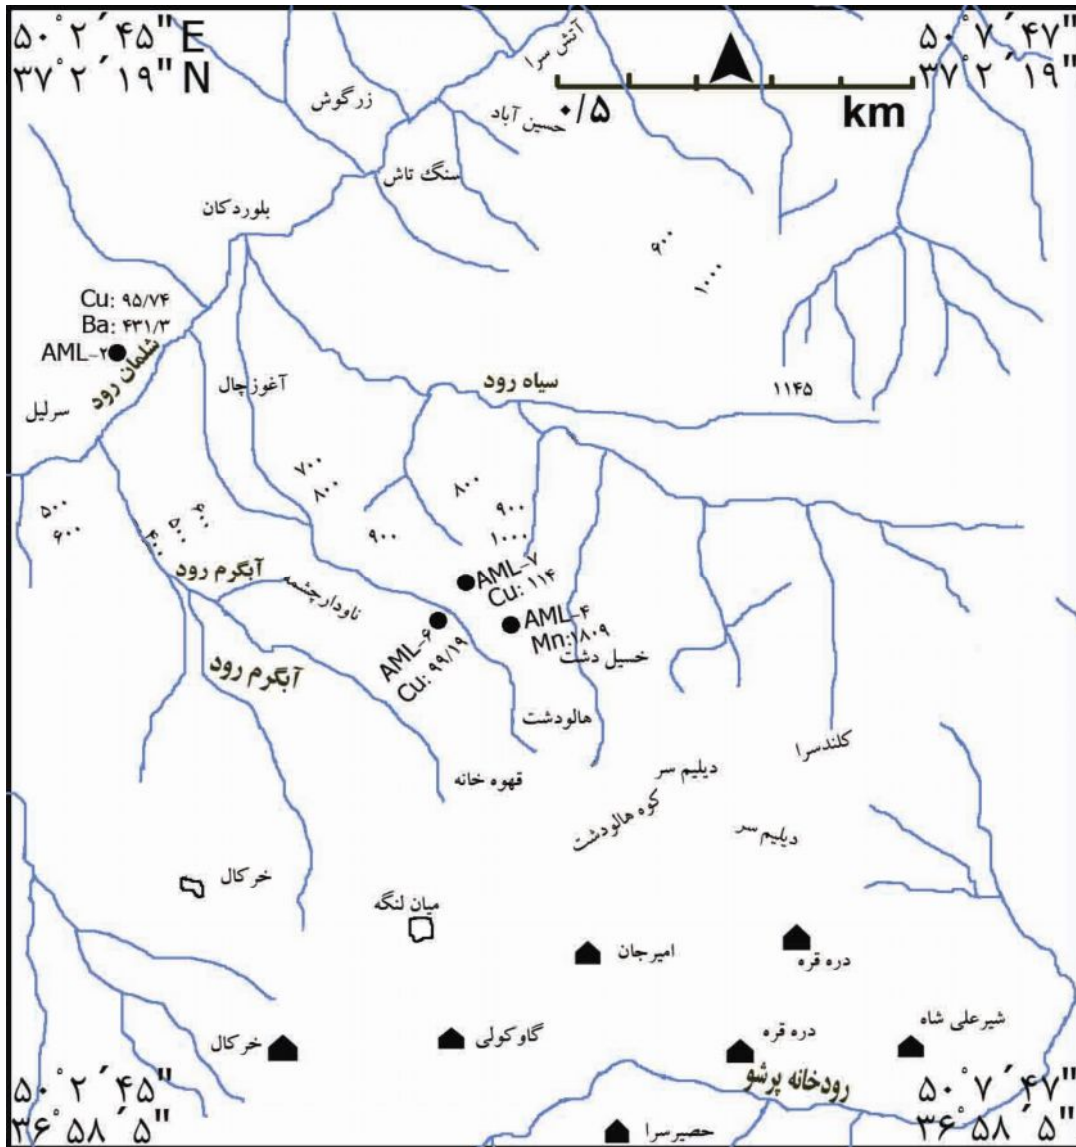 ۵۰° ۲´ ۴۵" E
۳۷° ۲´ ۱۹" N
۵۰° ۷´ ۴۷"
۳۷° ۲´ ۱۹"
آتش سرا
زرگوش
حسین آباد
۰/۵
km
سنگ تاش
بلوردکان
۹۰۰
۱۰۰۰
Cu: ۹۵/۷۴
Ba: ۴۳۱/۳
AML-۲
شلمان رود
سرلیل
آغوزچال
سیاه رود
۱۱۴۵
۷۰۰
۸۰۰
۸۰۰
۹۰۰
۱۰۰۰
۹۰۰
۵۰۰
۶۰۰
۶۰۰
۵۰۰
۴۰۰
آبگرم رود
ناودارچشمه
AML-۷
Cu: ۱۱۴
AML-۴
Mn:۱۸۰۹
AML-۶
Cu: ۹۹/۱۹
خسیل دشت
آبگرم رود
هالودشت
قهوه خانه
دیلیم سر
کلندسرا
کوه هالودشت
دیلیم سر
خرکال
میان لنگه
امیرجان
دره قره
خرکال
گاوکولی
دره قره
شیرعلی شاه
رودخانه پرشو
حصیرسرا
۵۰° ۲´ ۴۵"
۳۶° ۵۸´ ۵"
۵۰° ۷´ ۴۷"
۳۶° ۵۸´ ۵"